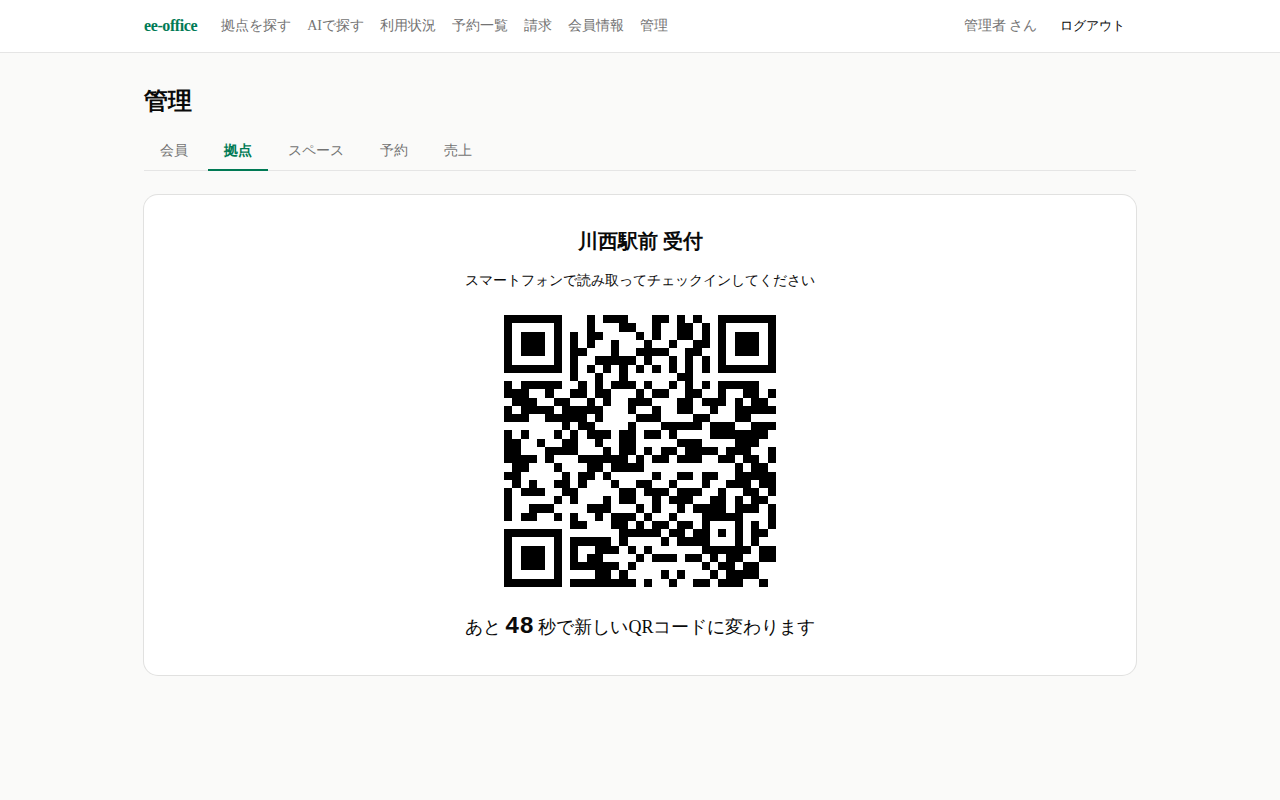 ee-office 拠点を探す AIで探す 利用状況 予約一覧 請求 会員情報 管理 管理者 さん ログアウト
管理
会員 拠点 スペース 予約 売上
川西駅前 受付
スマートフォンで読み取ってチェックインしてください
あと 48 秒で新しいQRコードに変わります